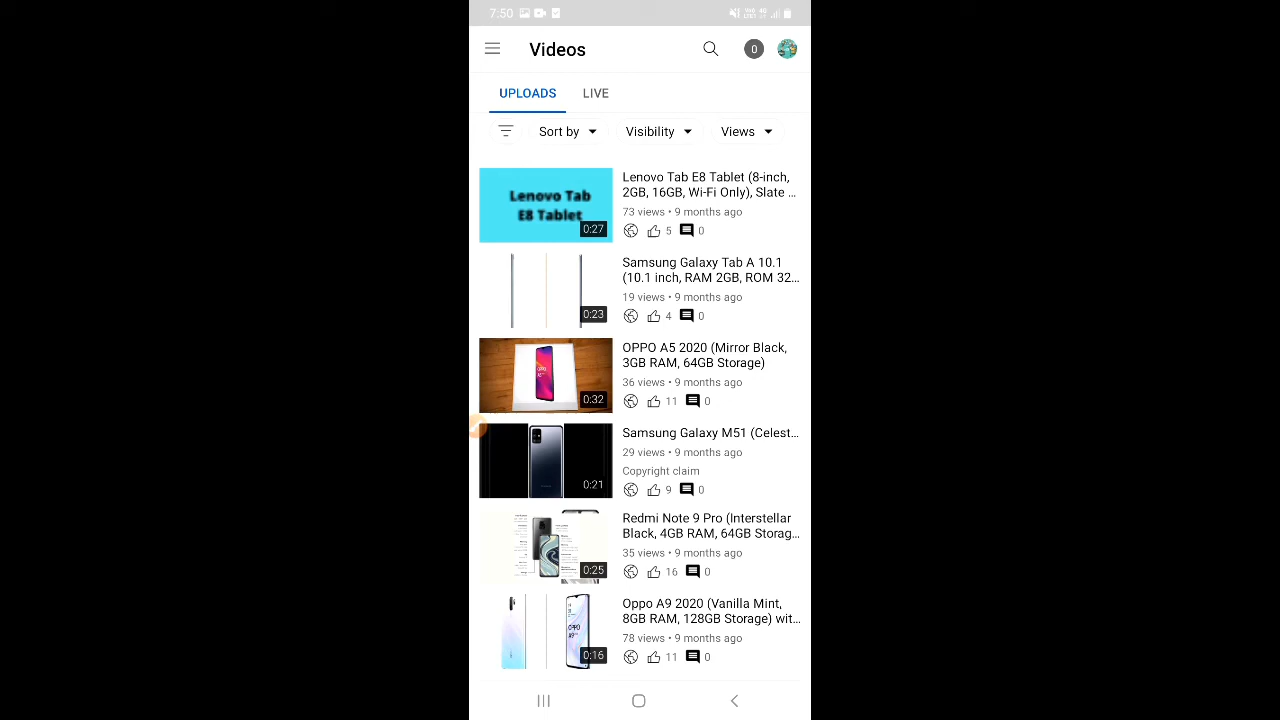 7:50
Videos
0
UPLOADS LIVE
Sort by Visibility Views
Lenovo Tab
E8 Tablet
0:27
Lenovo Tab E8 Tablet (8-inch,
2GB, 16GB, Wi-Fi Only), Slate ...
73 views • 9 months ago
5 0
0:23
Samsung Galaxy Tab A 10.1
(10.1 inch, RAM 2GB, ROM 32...
19 views • 9 months ago
4 0
OPPO
0:32
OPPO A5 2020 (Mirror Black,
3GB RAM, 64GB Storage)
36 views • 9 months ago
11 0
0:21
Samsung Galaxy M51 (Celest...
29 views • 9 months ago
Copyright claim
9 0
0:25
Redmi Note 9 Pro (Interstellar
Black, 4GB RAM, 64GB Storag...
35 views • 9 months ago
16 0
OPPO
0:16
Oppo A9 2020 (Vanilla Mint,
8GB RAM, 128GB Storage) wit...
78 views • 9 months ago
11 0